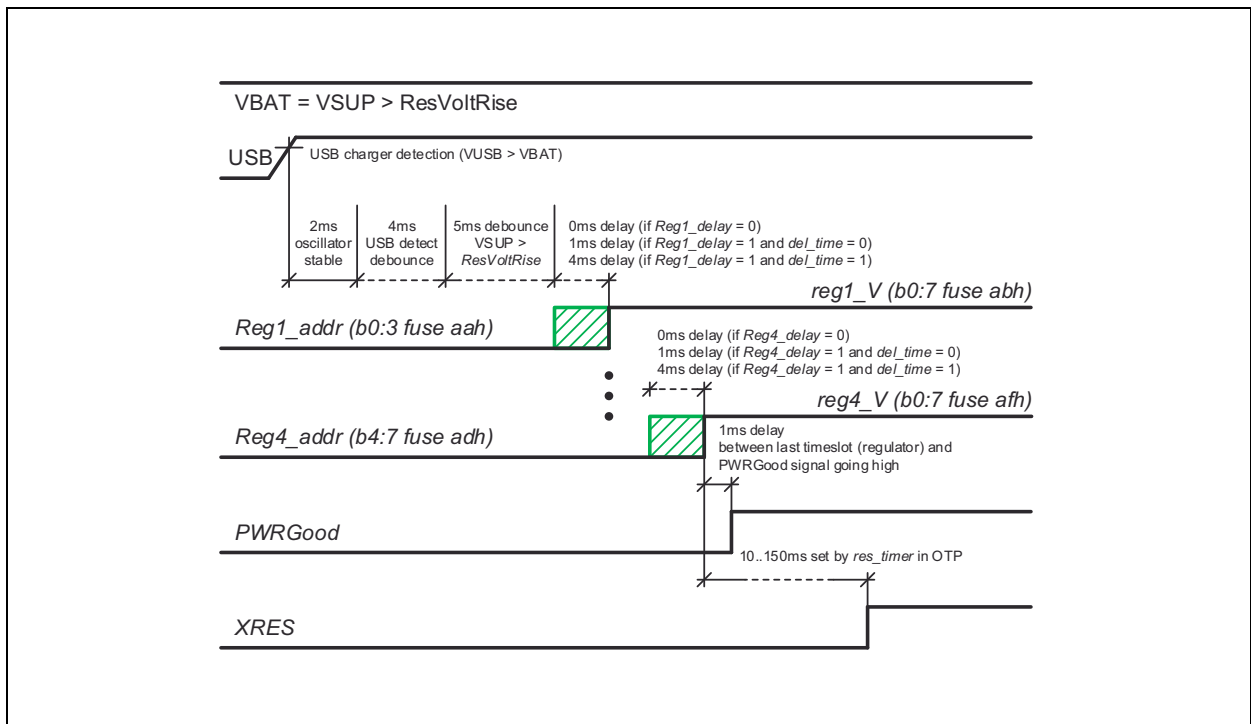 VBAT = VSUP > ResVoltRise
USB
USB charger detection (VUSB > VBAT)
2ms
oscillator
stable
4ms
USB detect
debounce
5ms debounce
VSUP >
ResVoltRise
0ms delay (if Reg1_delay = 0)
1ms delay (if Reg1_delay = 1 and del_time = 0)
4ms delay (if Reg1_delay = 1 and del_time = 1)
reg1_V (b0:7 fuse abh)
Reg1_addr (b0:3 fuse aah)
0ms delay (if Reg4_delay = 0)
1ms delay (if Reg4_delay = 1 and del_time = 0)
4ms delay (if Reg4_delay = 1 and del_time = 1)
reg4_V (b0:7 fuse afh)
Reg4_addr (b4:7 fuse adh)
1ms delay
between last timeslot (regulator) and
PWRGood signal going high
PWRGood
10..150ms set by res_timer in OTP
XRES